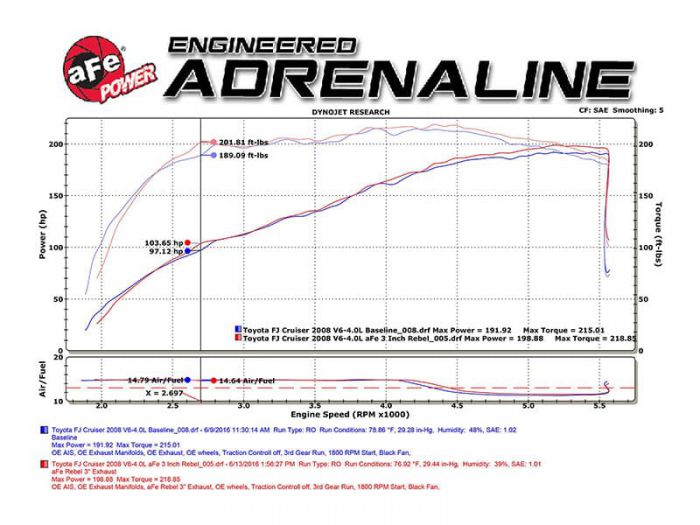 aFe
POWER
ENGINEERED
ADRENALINE
DYNOJET RESEARCH
CF: SAE Smoothing: 5
200
150
100
50
0
Power (hp)
200
150
100
50
0
Torque (ft-lbs)
201.81 ft-lbs
189.09 ft-lbs
103.65 hp
97.12 hp
Toyota FJ Cruiser 2008 V6-4.0L Baseline_008.drf Max Power = 191.92 Max Torque = 215.01
Toyota FJ Cruiser 2008 V6-4.0L aFe 3 Inch Rebel_005.drf Max Power = 198.88 Max Torque = 218.85
Air/Fuel
20
10
14.79 Air/Fuel
14.64 Air/Fuel
X = 2.697
2.0 2.5 3.0 3.5 4.0 4.5 5.0 5.5
Engine Speed (RPM x1000)
Toyota FJ Cruiser 2008 V6-4.0L Baseline_008.drf - 6/9/2016 11:30:14 AM Run Type: RO Run Conditions: 78.86 °F, 29.28 in-Hg, Humidity: 48%, SAE: 1.02
Baseline
Max Power = 191.92 Max Torque = 215.01
OE AIS, OE Exhaust Manifolds, OE Exhaust, OE wheels, Traction Controll off, 3rd Gear Run, 1800 RPM Start, Black Fan,
Toyota FJ Cruiser 2008 V6-4.0L aFe 3 Inch Rebel_005.drf - 6/13/2016 1:56:27 PM Run Type: RO Run Conditions: 76.92 °F, 29.44 in-Hg, Humidity: 39%, SAE: 1.01
aFe Rebel 3" Exhaust
Max Power = 198.88 Max Torque = 218.85
OE AIS, OE Exhaust Manifolds, aFe Rebel 3" Exhaust, OE wheels, Traction Controll off, 3rd Gear Run, 1800 RPM Start, Black Fan,